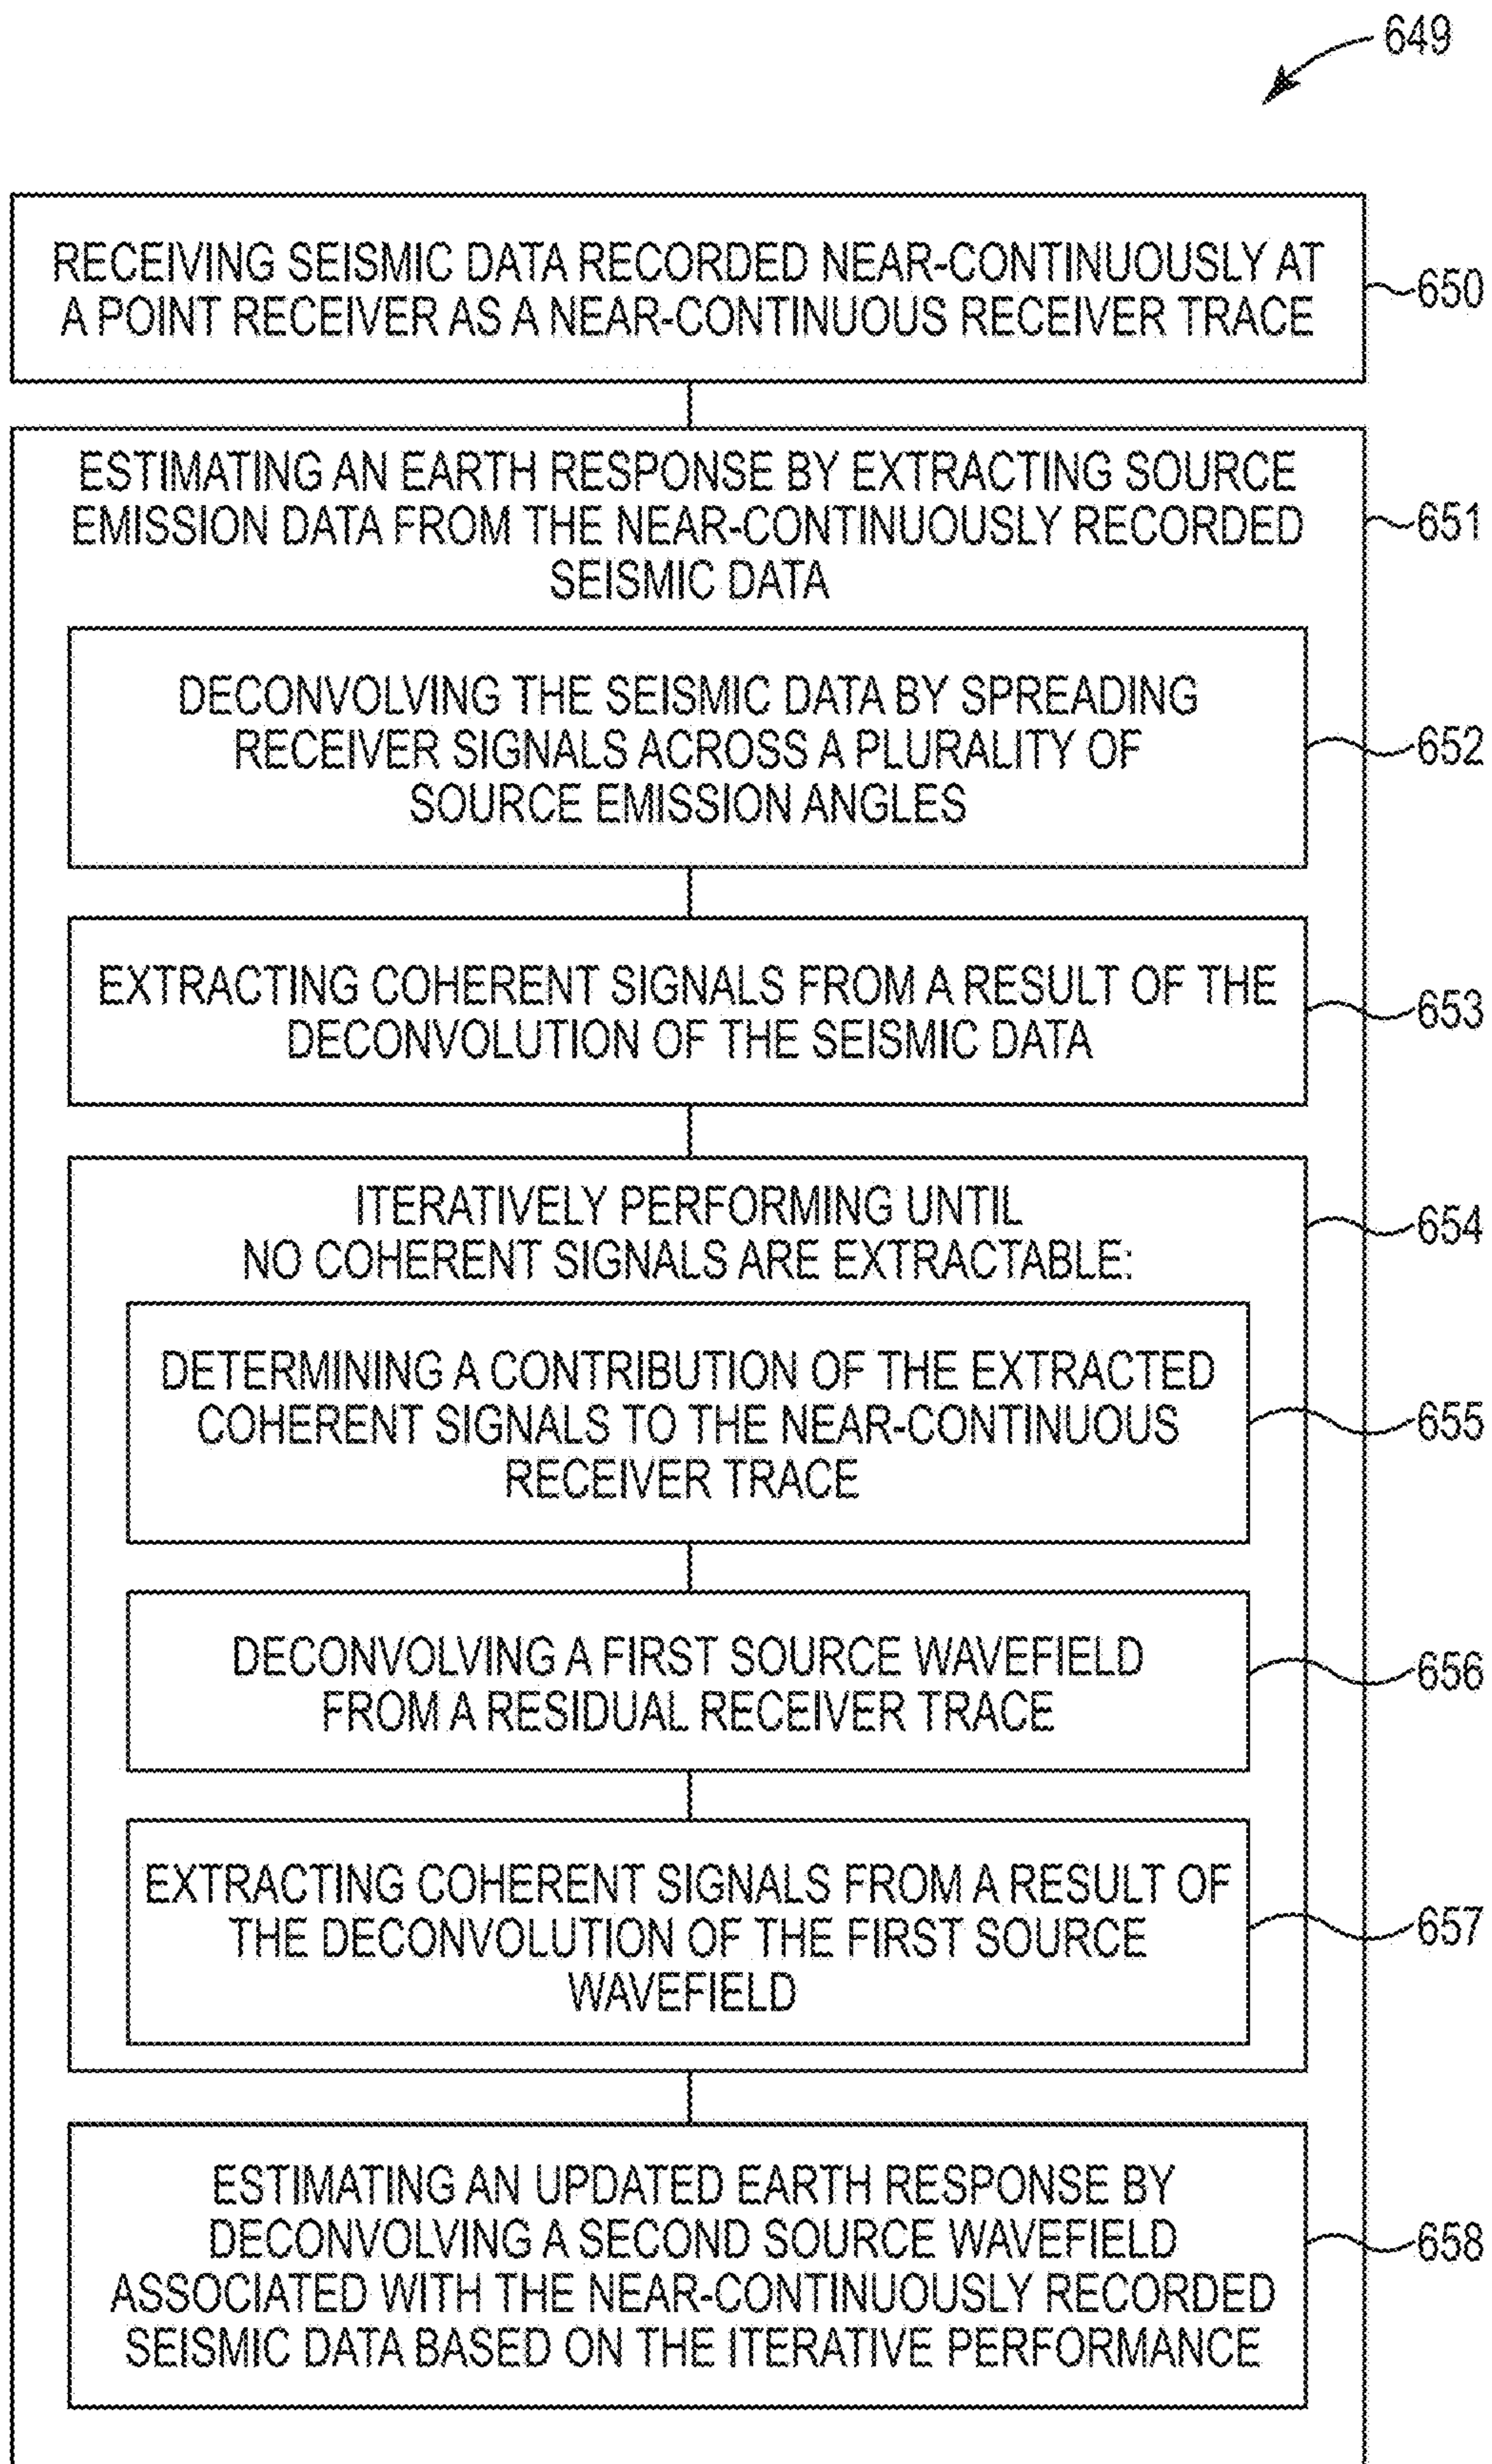 649
RECEIVING SEISMIC DATA RECORDED NEAR-CONTINUOUSLY AT
A POINT RECEIVER AS A NEAR-CONTINUOUS RECEIVER TRACE
650
ESTIMATING AN EARTH RESPONSE BY EXTRACTING SOURCE
EMISSION DATA FROM THE NEAR-CONTINUOUSLY RECORDED
SEISMIC DATA
651
DECONVOLVING THE SEISMIC DATA BY SPREADING
RECEIVER SIGNALS ACROSS A PLURALITY OF
SOURCE EMISSION ANGLES
652
EXTRACTING COHERENT SIGNALS FROM A RESULT OF THE
DECONVOLUTION OF THE SEISMIC DATA
653
ITERATIVELY PERFORMING UNTIL
NO COHERENT SIGNALS ARE EXTRACTABLE:
654
DETERMINING A CONTRIBUTION OF THE EXTRACTED
COHERENT SIGNALS TO THE NEAR-CONTINUOUS
RECEIVER TRACE
655
DECONVOLVING A FIRST SOURCE WAVEFIELD
FROM A RESIDUAL RECEIVER TRACE
656
EXTRACTING COHERENT SIGNALS FROM A RESULT OF
THE DECONVOLUTION OF THE FIRST SOURCE
WAVEFIELD
657
ESTIMATING AN UPDATED EARTH RESPONSE BY
DECONVOLVING A SECOND SOURCE WAVEFIELD
ASSOCIATED WITH THE NEAR-CONTINUOUSLY RECORDED
SEISMIC DATA BASED ON THE ITERATIVE PERFORMANCE
658